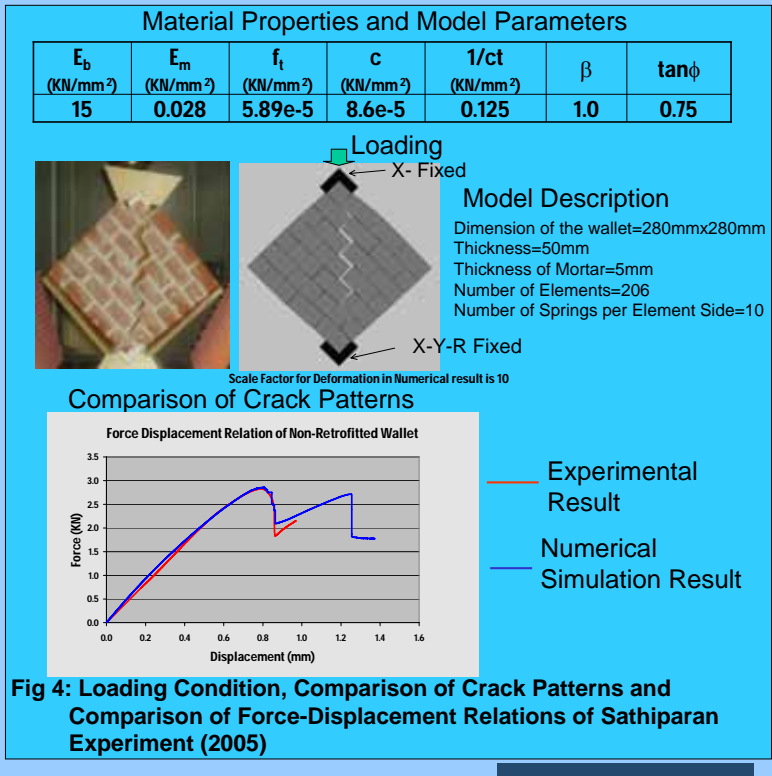 Material Properties and Model Parameters
E_b E_m f_t c 1/ct β tanϕ
(KN/mm²) (KN/mm²) (KN/mm²) (KN/mm²) (KN/mm²)
15 0.028 5.89e-5 8.6e-5 0.125 1.0 0.75
Loading
X- Fixed
Model Description
Dimension of the wallet=280mmx280mm
Thickness=50mm
Thickness of Mortar=5mm
Number of Elements=206
Number of Springs per Element Side=10
X-Y-R Fixed
Scale Factor for Deformation in Numerical result is 10
Comparison of Crack Patterns
Force Displacement Relation of Non-Retrofitted Wallet
3.5
3.0
2.5
2.0
1.5
1.0
0.5
0.0
Force (KN)
0.0 0.2 0.4 0.6 0.8 1.0 1.2 1.4 1.6
Displacement (mm)
Experimental
Result
Numerical
Simulation Result
Fig 4: Loading Condition, Comparison of Crack Patterns and
Comparison of Force-Displacement Relations of Sathiparan
Experiment (2005)